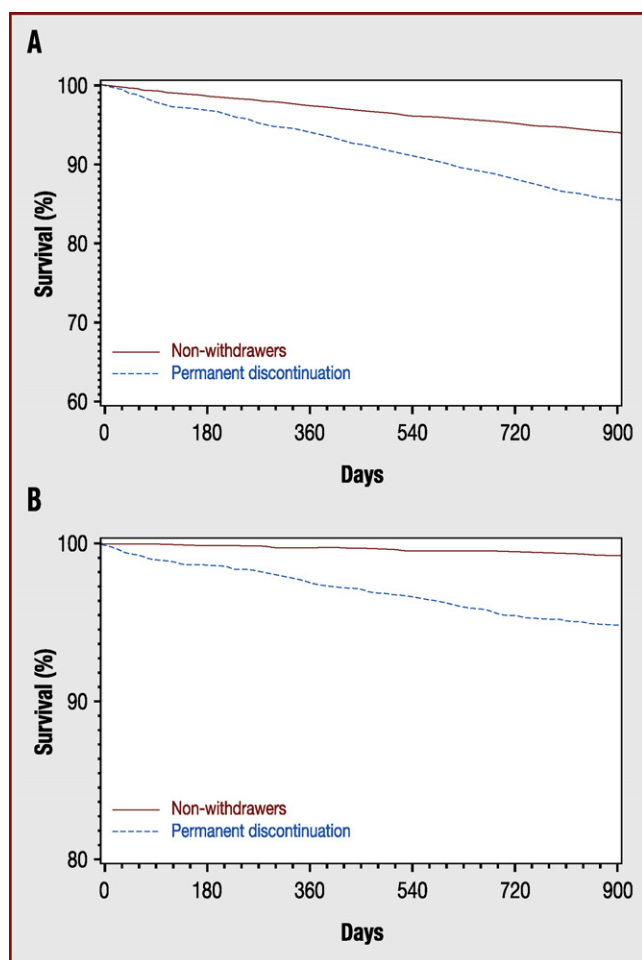 A
100
90
80
70
60
Survival (%)
Non-withdrawers
Permanent discontinuation
0 180 360 540 720 900
Days
B
100
90
80
Survival (%)
Non-withdrawers
Permanent discontinuation
0 180 360 540 720 900
Days